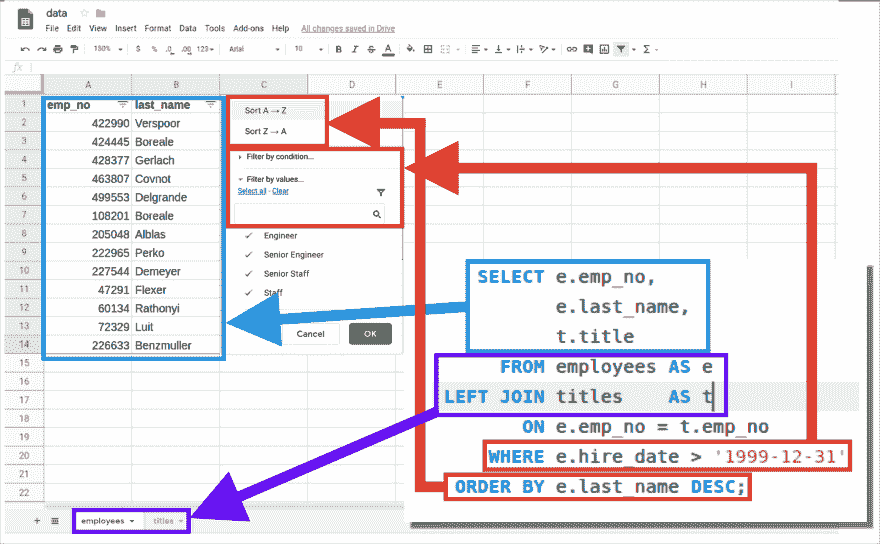 data
File Edit View Insert Format Data Tools Add-ons Help All changes saved in Drive
130% $ % .0 .00 123 Arial 10 B I S A Σ
fx
A B C D E F G H I
1 emp_no last_name
Sort A → Z
2 422990 Verspoor
Sort Z → A
3 424445 Boreale
4 428377 Gerlach
Filter by condition...
5 463807 Covnot
Filter by values...
Select all - Clear
6 499553 Delgrande
7 108201 Boreale
8 205048 Alblas
Engineer
9 222965 Perko
Senior Engineer
10 227544 Demeyer
Senior Staff
11 47291 Flexer
Staff
12 60134 Rathonyi
13 72329 Luit
Cancel OK
14 226633 Benzmuller
15
16
17
18
19
20
21
22
SELECT e.emp_no,
e.last_name,
t.title
FROM employees AS e
LEFT JOIN titles AS t
ON e.emp_no = t.emp_no
WHERE e.hire_date > '1999-12-31'
ORDER BY e.last_name DESC;
+ employees titles